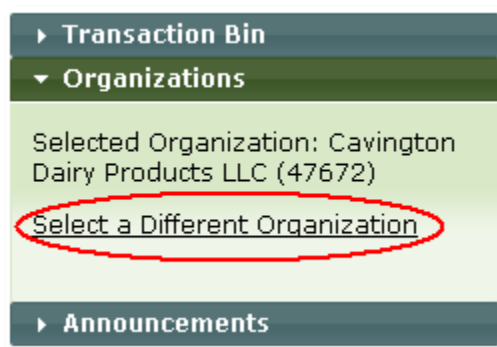 Transaction Bin
Organizations
Selected Organization: Cavington
Dairy Products LLC (47672)
Select a Different Organization
Announcements